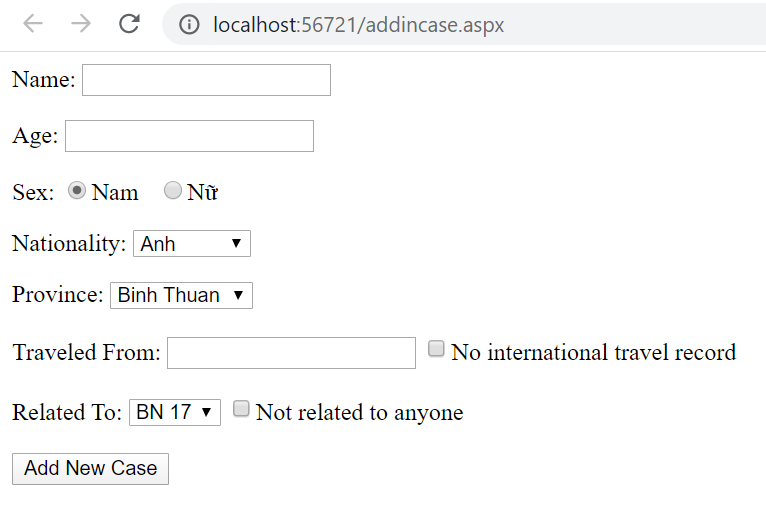 localhost:56721/addincase.aspx
Name:
Age:
Sex: Nam Nữ
Nationality: Anh
Province: Binh Thuan
Traveled From: No international travel record
Related To: BN 17 Not related to anyone
Add New Case